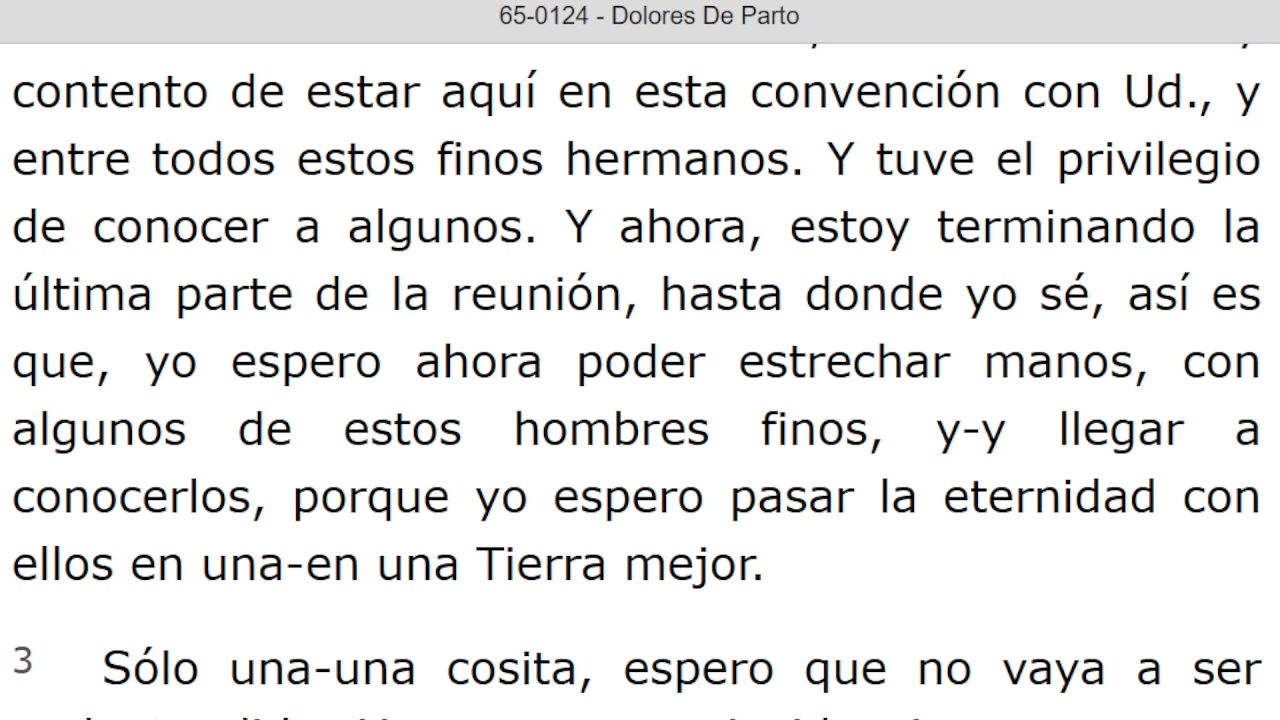 65-0124 - Dolores De Parto
contento de estar aquí en esta convención con Ud., y
entre todos estos finos hermanos. Y tuve el privilegio
de conocer a algunos. Y ahora, estoy terminando la
última parte de la reunión, hasta donde yo sé, así es
que, yo espero ahora poder estrechar manos, con
algunos de estos hombres finos, y-y llegar a
conocerlos, porque yo espero pasar la eternidad con
ellos en una-en una Tierra mejor.
3 Sólo una-una cosita, espero que no vaya a ser